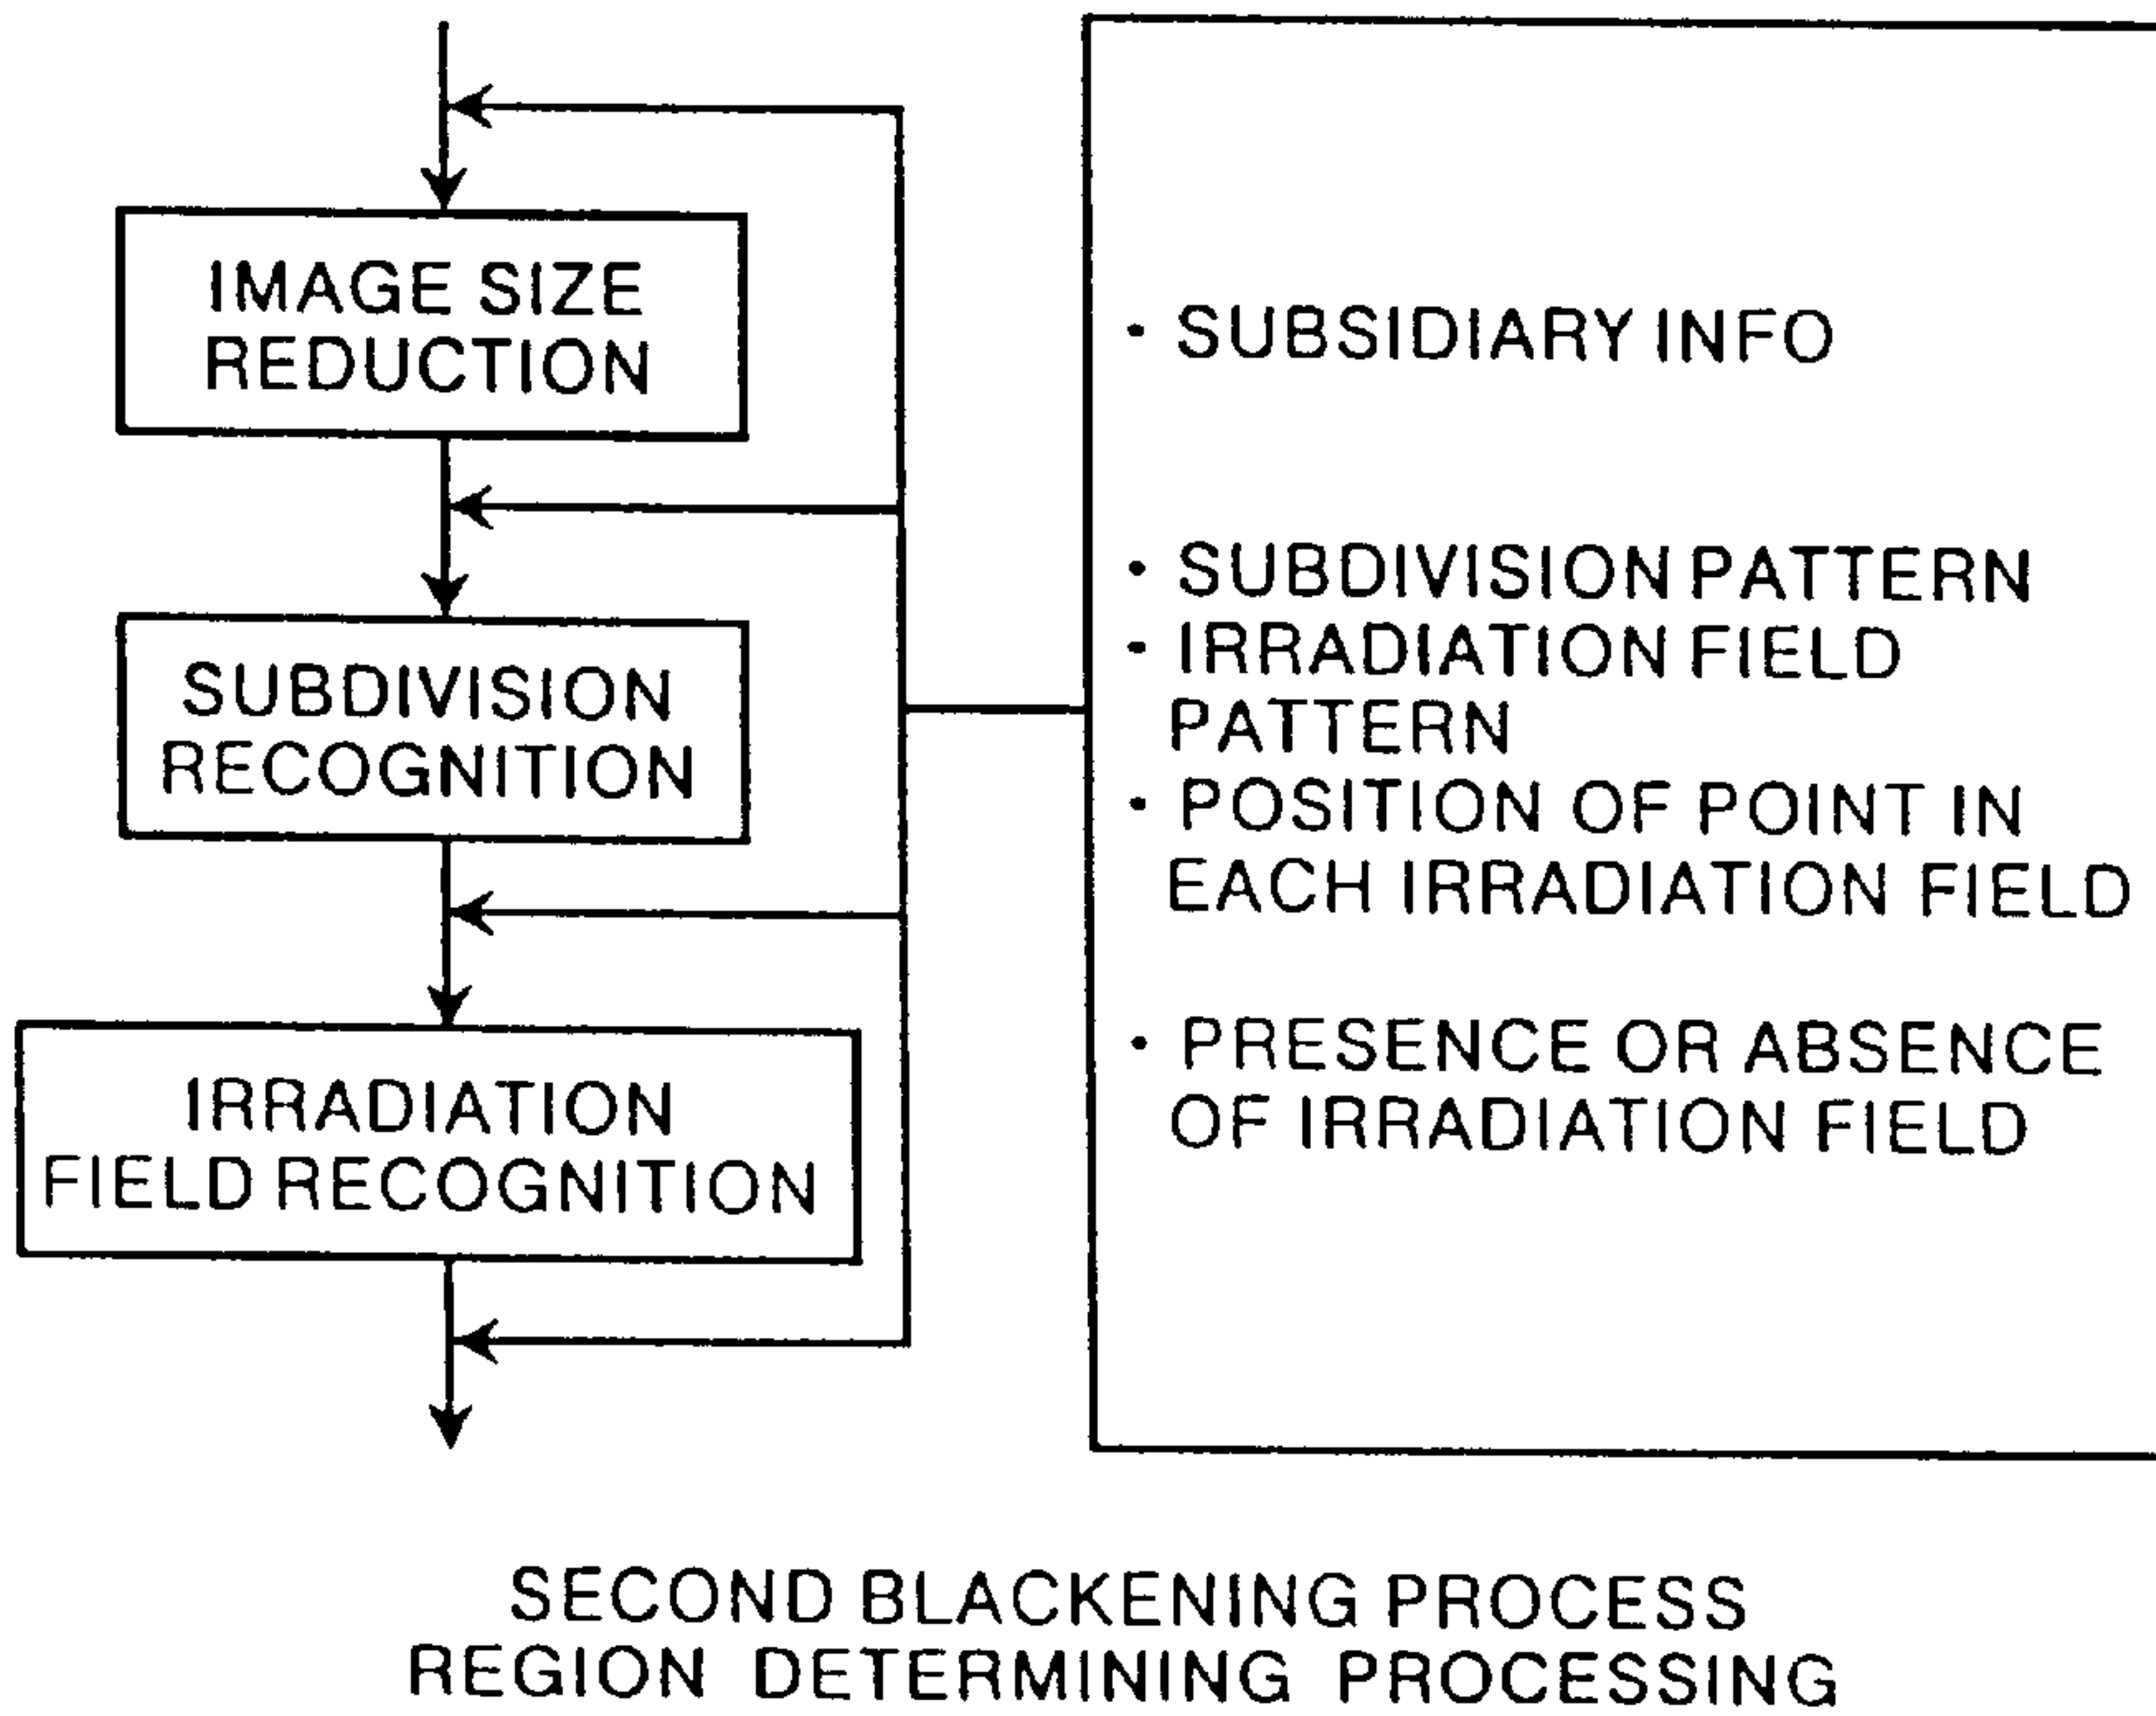 IMAGE SIZE
REDUCTION
SUBDIVISION
RECOGNITION
IRRADIATION
FIELD RECOGNITION
• SUBSIDIARY INFO
• SUBDIVISION PATTERN
• IRRADIATION FIELD
PATTERN
• POSITION OF POINT IN
EACH IRRADIATION FIELD
• PRESENCE OR ABSENCE
OF IRRADIATION FIELD
SECOND BLACKENING PROCESS
REGION DETERMINING PROCESSING